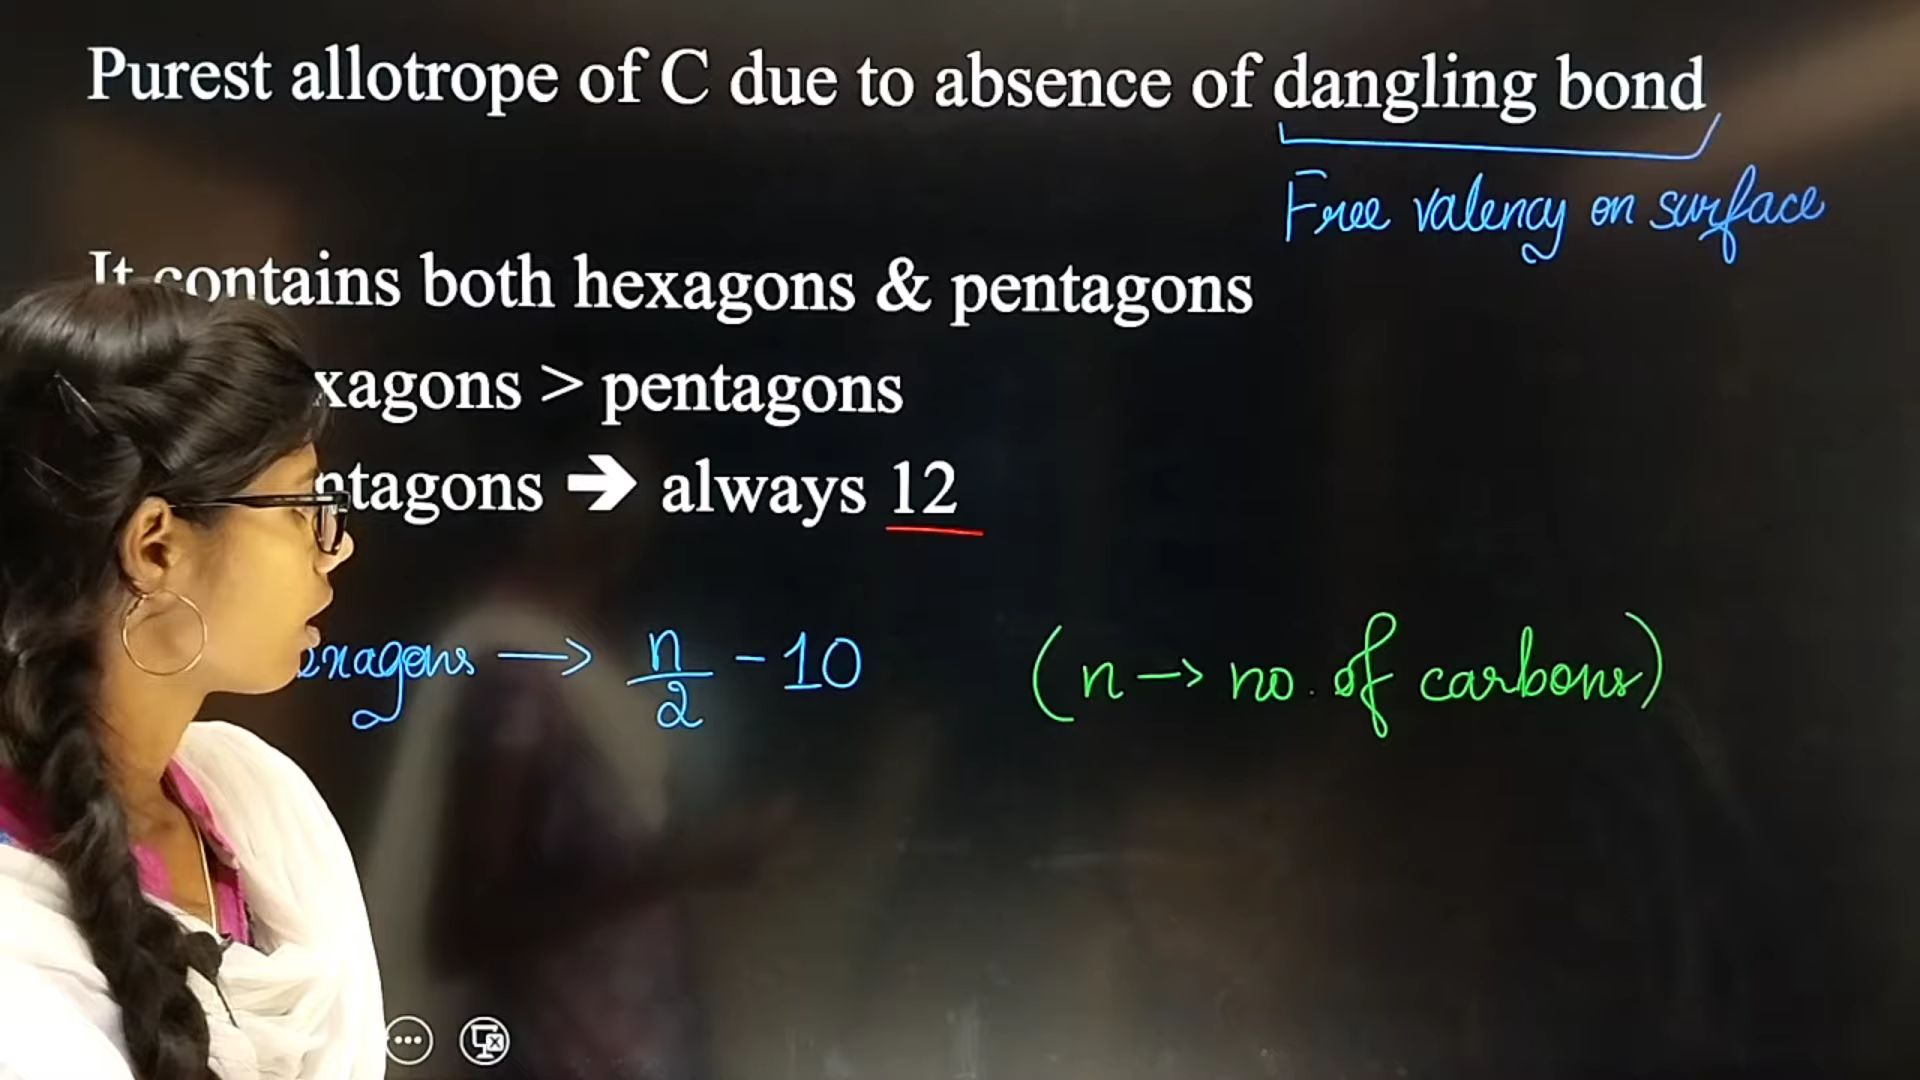 Purest allotrope of C due to absence of dangling bond
Free valency on surface
It contains both hexagons & pentagons
xagons > pentagons
ntagons → always 12
exagons → n/2 - 10 (n → no. of carbons)